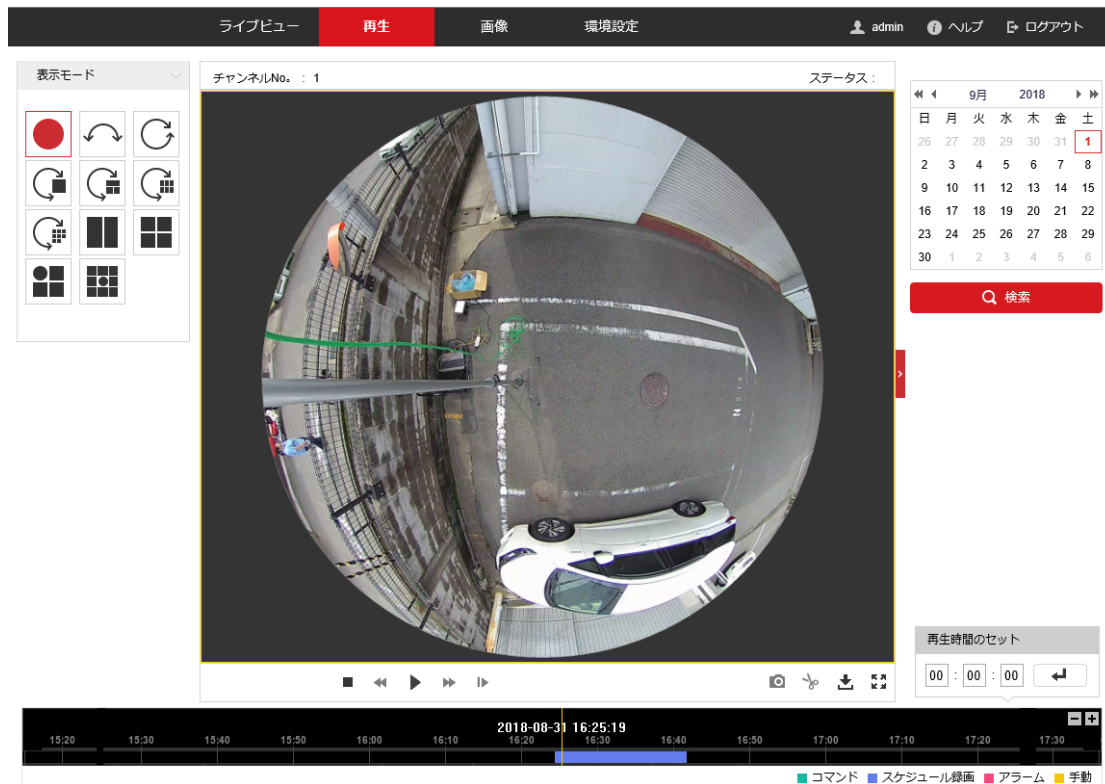 ライブビュー 再生 画像 環境設定 admin ヘルプ ログアウト
表示モード
チャンネルNo。 : 1 ステータス :
9月 2018
日 月 火 水 木 金 土
26 27 28 29 30 31 1
2 3 4 5 6 7 8
9 10 11 12 13 14 15
16 17 18 19 20 21 22
23 24 25 26 27 28 29
30 1 2 3 4 5 6
検索
再生時間のセット
00 : 00 : 00
2018-08-31 16:25:19
15:20 15:30 15:40 15:50 16:00 16:10 16:20 16:30 16:40 16:50 17:00 17:10 17:20 17:30
コマンド スケジュール録画 アラーム 手動